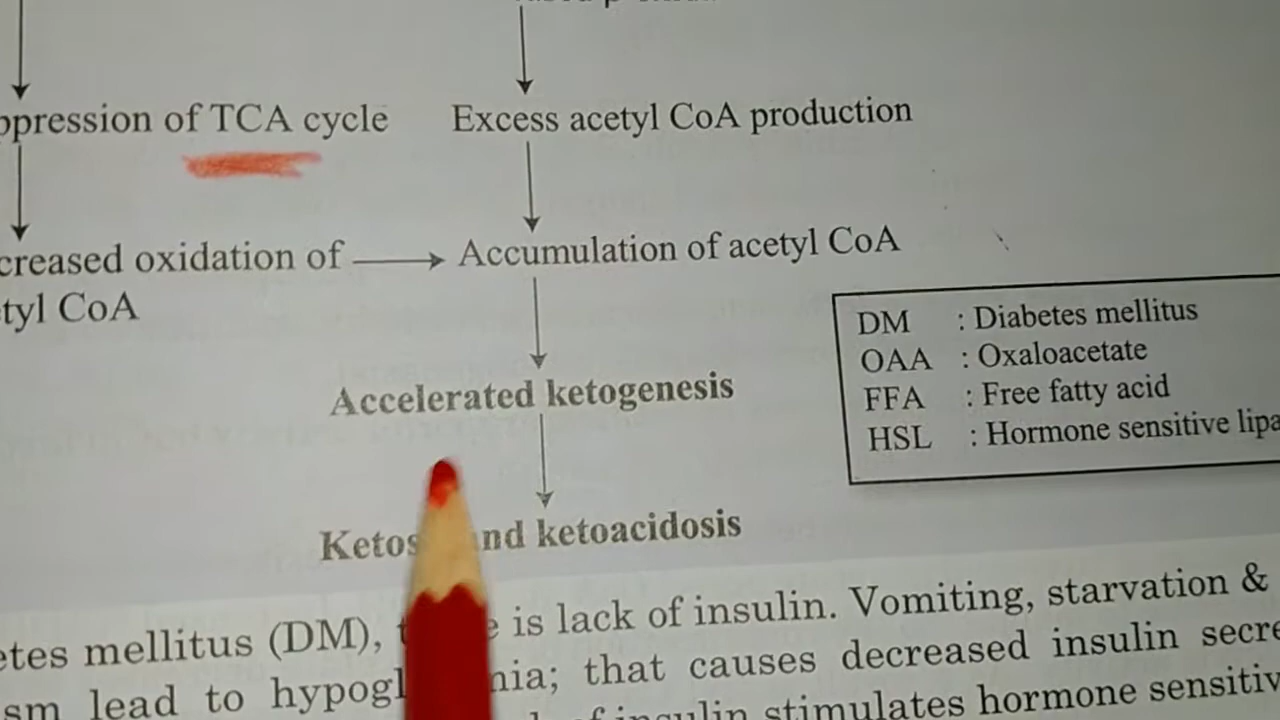 ppression of TCA cycle Excess acetyl CoA production
creased oxidation of Accumulation of acetyl CoA
tyl CoA
DM : Diabetes mellitus
OAA : Oxaloacetate
FFA : Free fatty acid
HSL : Hormone sensitive lipa
Accelerated ketogenesis
Ketos nd ketoacidosis
etes mellitus (DM), t e is lack of insulin. Vomiting, starvation &
sm lead to hypogl nia; that causes decreased insulin secre
of insulin stimulates hormone sensitiv